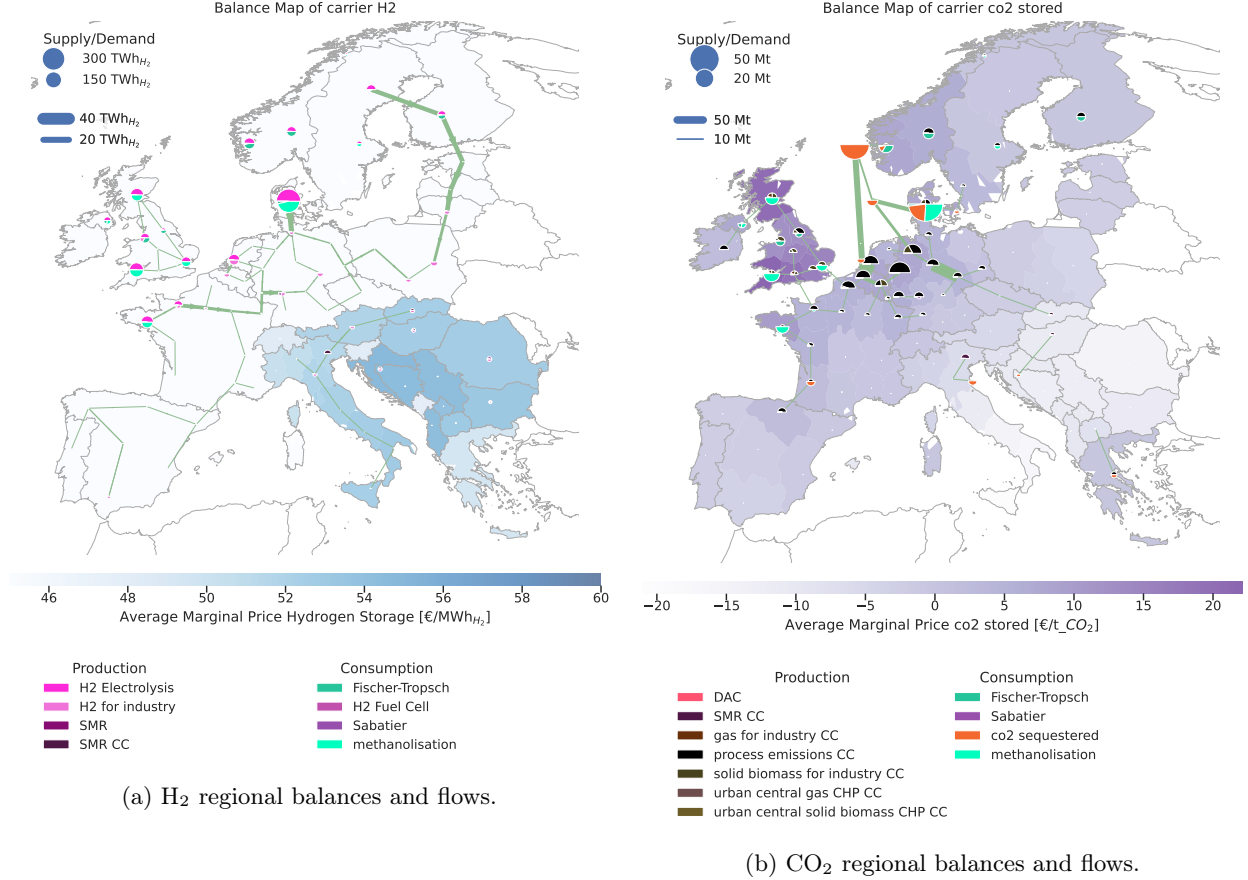 Balance Map of carrier H2
Supply/Demand
300 TWh$_{H_2}$
150 TWh$_{H_2}$
40 TWh$_{H_2}$
20 TWh$_{H_2}$
46 48 50 52 54 56 58 60
Average Marginal Price Hydrogen Storage [€/MWh$_{H_2}$]
Production
H2 Electrolysis
H2 for industry
SMR
SMR CC
Consumption
Fischer-Tropsch
H2 Fuel Cell
Sabatier
methanolisation
(a) H$_2$ regional balances and flows.
Balance Map of carrier co2 stored
Supply/Demand
50 Mt
20 Mt
50 Mt
10 Mt
−20 −15 −10 −5 0 5 10 15 20
Average Marginal Price co2 stored [€/t_$CO_2$]
Production
DAC
SMR CC
gas for industry CC
process emissions CC
solid biomass for industry CC
urban central gas CHP CC
urban central solid biomass CHP CC
Consumption
Fischer-Tropsch
Sabatier
co2 sequestered
methanolisation
(b) CO$_2$ regional balances and flows.